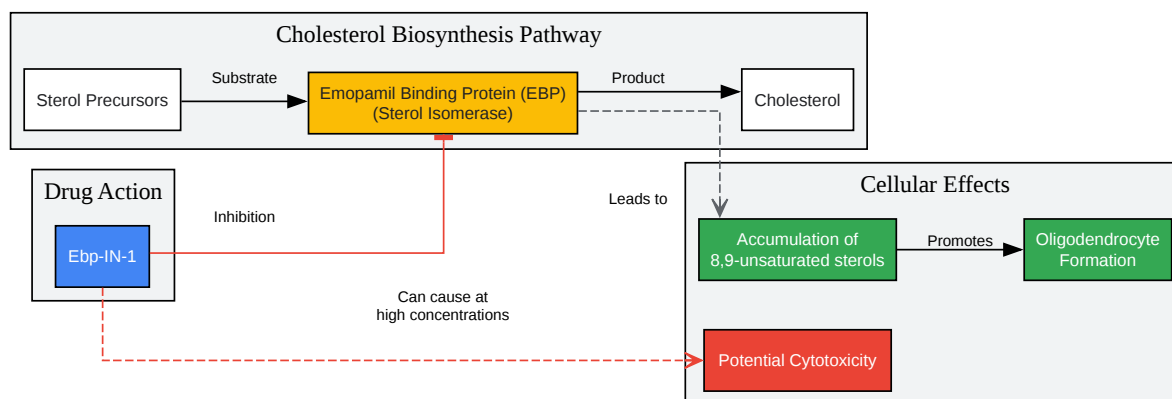 Cholesterol Biosynthesis Pathway
Sterol Precursors
Substrate
Emopamil Binding Protein (EBP)
(Sterol Isomerase)
Product
Cholesterol
Drug Action
Ebp-IN-1
Inhibition
Leads to
Cellular Effects
Accumulation of
8,9-unsaturated sterols
Promotes
Oligodendrocyte
Formation
Can cause at
high concentrations
Potential Cytotoxicity